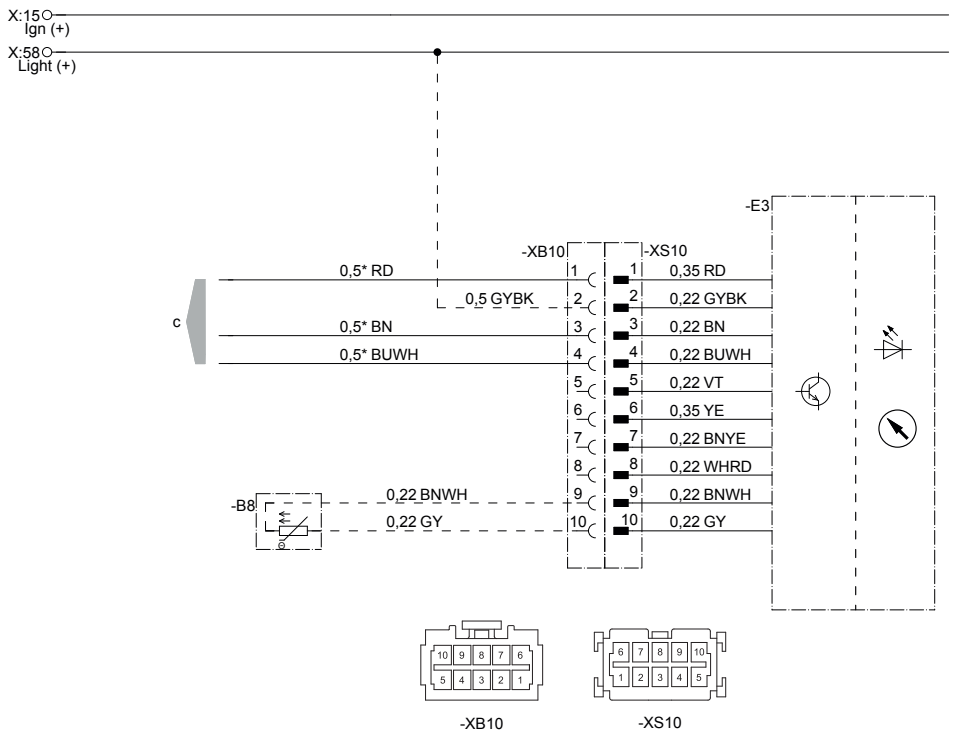 X:15
Ign (+)
X:58
Light (+)
-E3
-XB10
-XS10
0,5* RD
1
1
0,35 RD
0,5 GYBK
2
2
0,22 GYBK
c
0,5* BN
3
3
0,22 BN
0,5* BUWH
4
4
0,22 BUWH
5
5
0,22 VT
6
6
0,35 YE
7
7
0,22 BNYE
8
8
0,22 WHRD
-B8
0,22 BNWH
9
9
0,22 BNWH
0,22 GY
10
10
0,22 GY
Θ
10 9 8 7 6
5 4 3 2 1
-XB10
6 7 8 9 10
1 2 3 4 5
-XS10